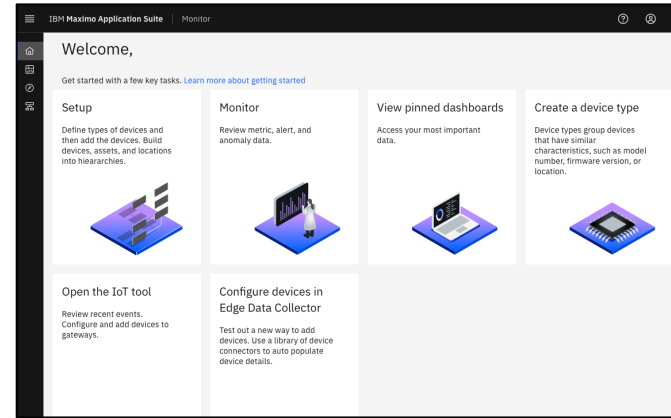 IBM Maximo Application Suite Monitor
Welcome,
Get started with a few key tasks. Learn more about getting started
Setup
Define types of devices and
then add the devices. Build
devices, assets, and locations
into hieararchies.
Monitor
Review metric, alert, and
anomaly data.
View pinned dashboards
Access your most important
data.
Create a device type
Device types group devices
that have similar
characteristics, such as model
number, firmware version, or
location.
Open the IoT tool
Review recent events.
Configure and add devices to
gateways.
Configure devices in
Edge Data Collector
Test out a new way to add
devices. Use a library of device
connectors to auto populate
device details.